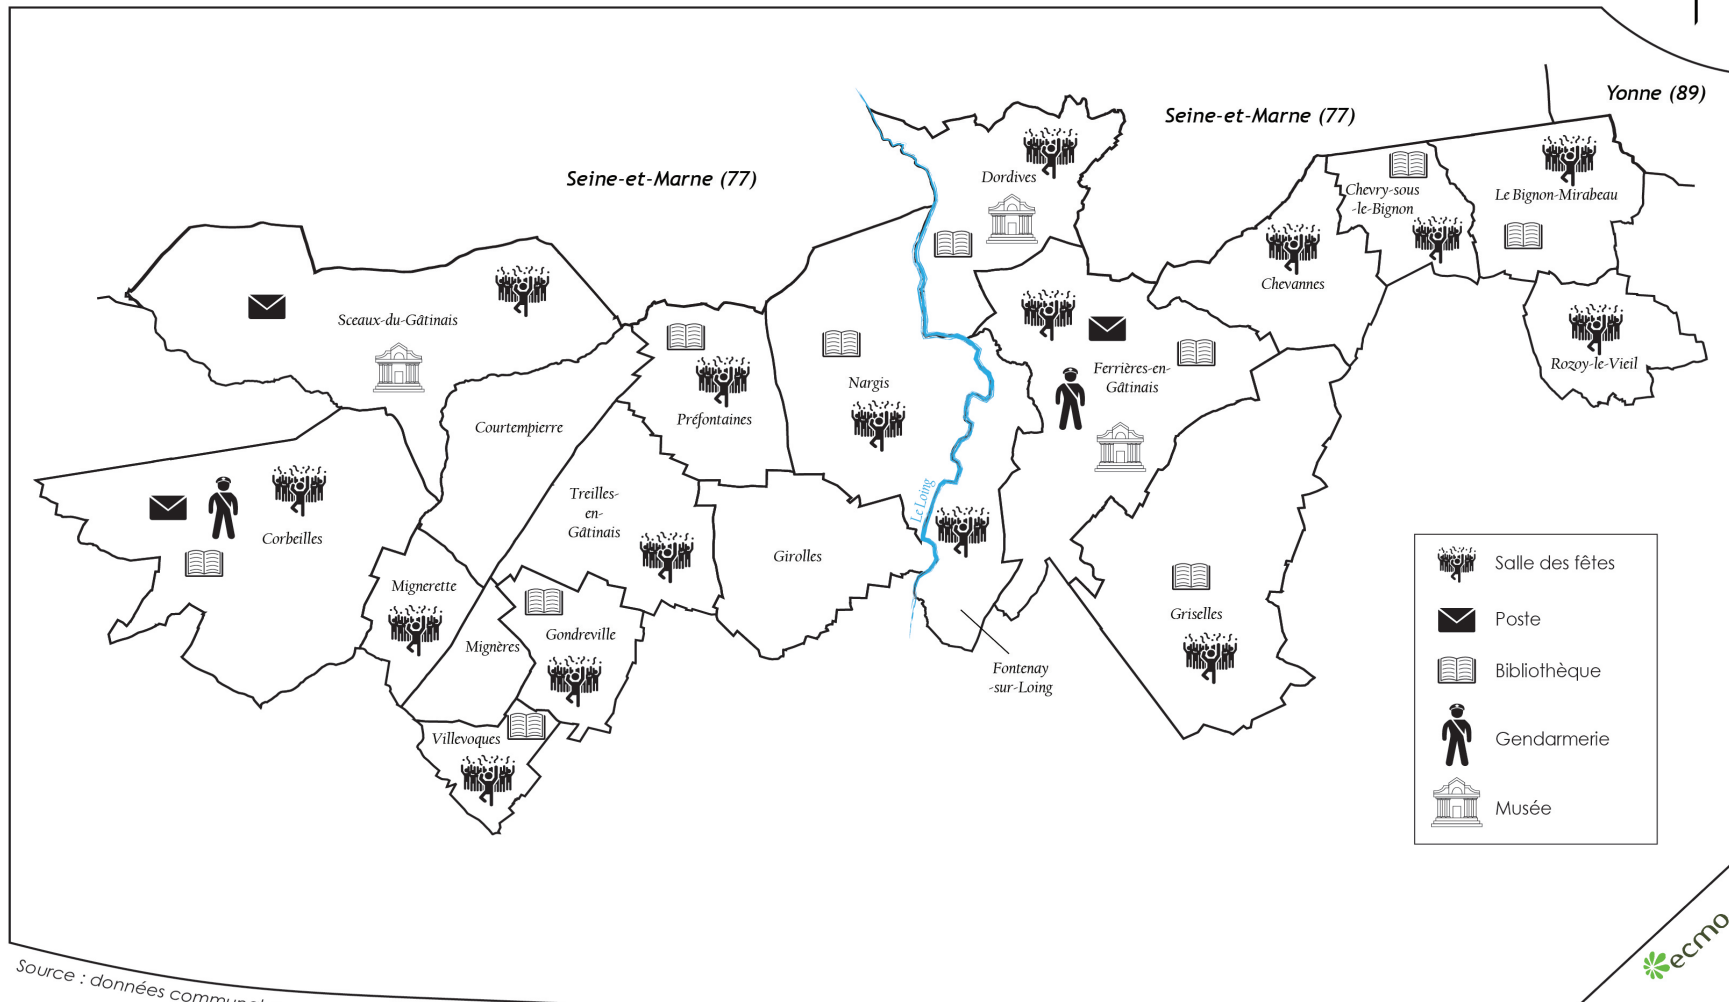 Yonne (89)
Seine-et-Marne (77)
Seine-et-Marne (77)
Dordives
Chevry-sous
-le-Bignon
Le Bignon-Mirabeau
Chevannes
Sceaux-du-Gâtinais
Rozoy-le-Vieil
Nargis
Ferrières-en-
Gâtinais
Préfontaines
Courtempierre
Treilles-
en-
Gâtinais
Le Loing
Corbeilles
Girolles
Mignerette
Griselles
Gondreville
Mignères
Fontenay
-sur-Loing
Villevoques
Salle des fêtes
Poste
Bibliothèque
Gendarmerie
Musée
Source : données
ecmo